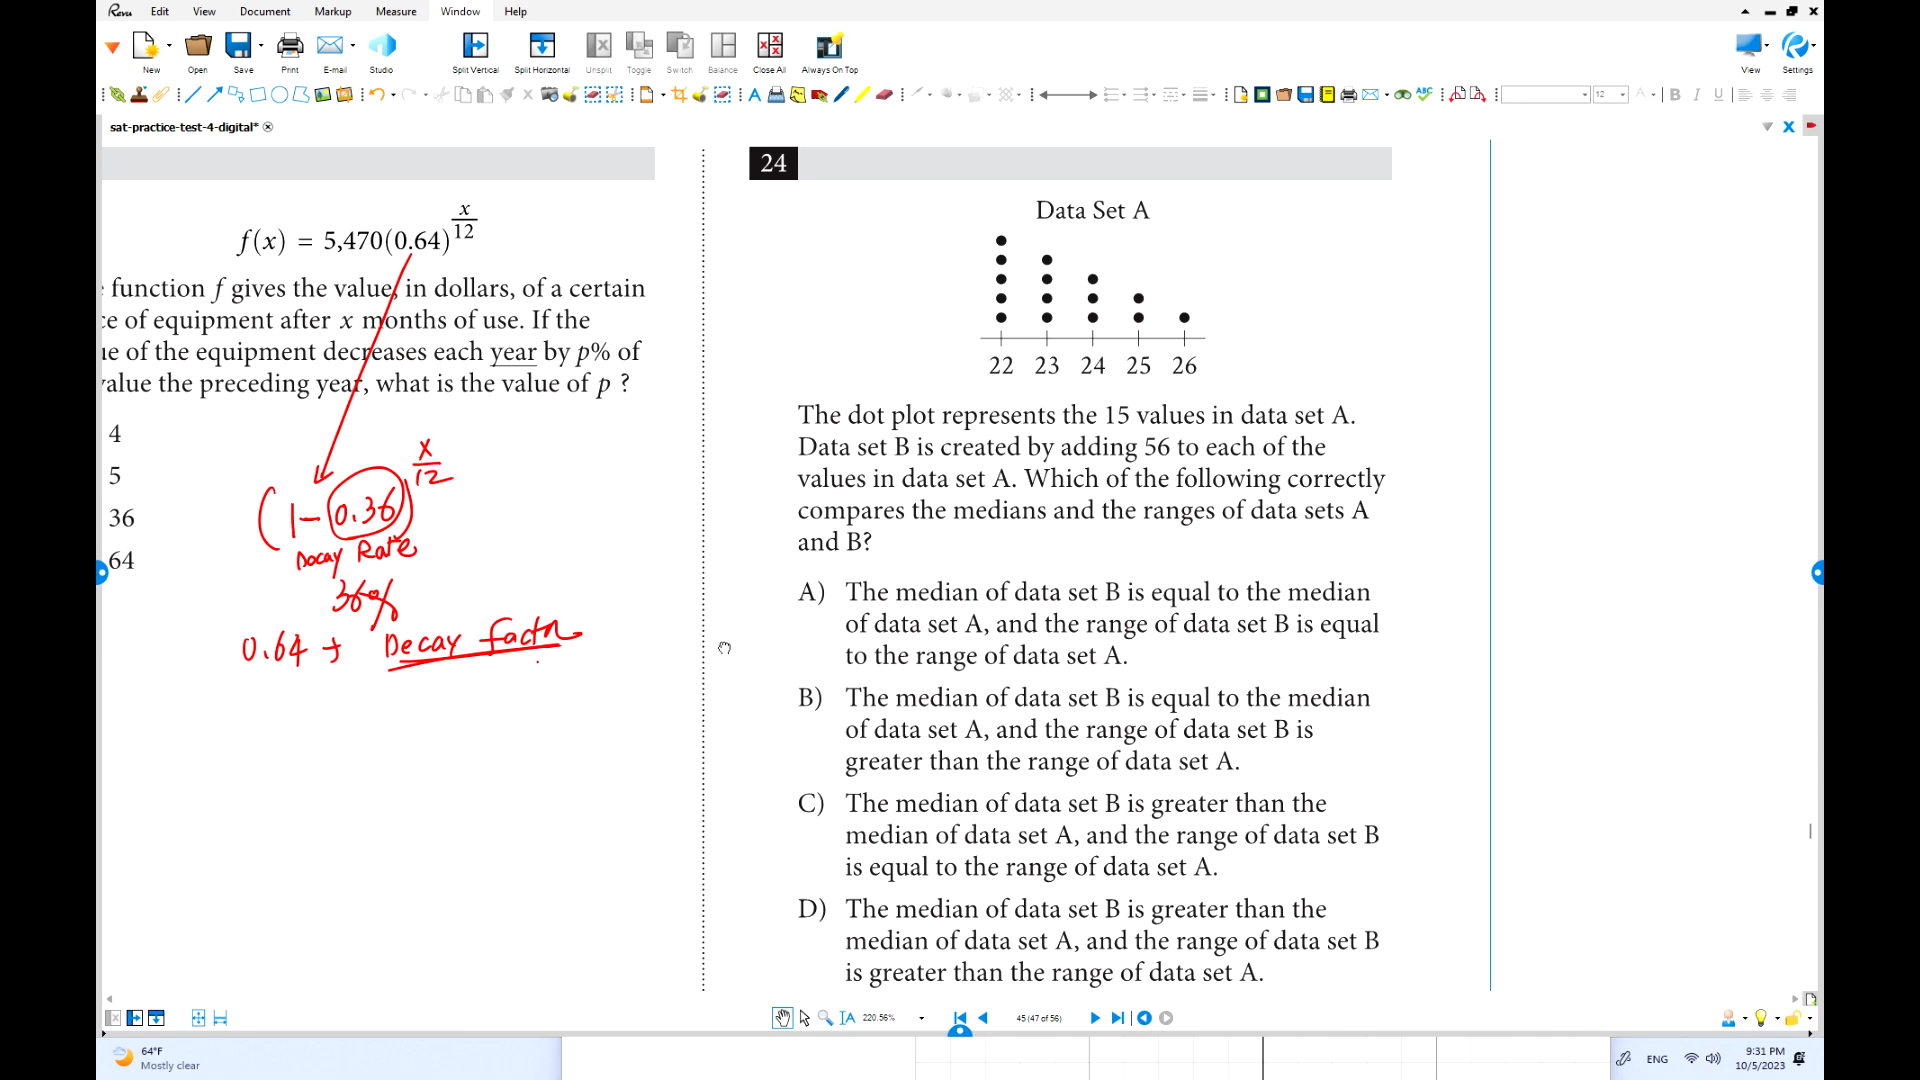 Revu File Edit View Document Markup Measure Window Help
New Open Save Print E-mail Studio Split Vertical Split Horizontal Unsplit Toggle Switch Balance Close All Always On Top View Settings
12 A B I U
sat-practice-test-4-digital*
f(x) = 5,470(0.64)^(x/12)
function f gives the value, in dollars, of a certain
ce of equipment after x months of use. If the
ue of the equipment decreases each year by p% of
value the preceding year, what is the value of p ?
4
5
36
64
(1-0.36)^(x/12)
Decay Rate
36%
0.64 → Decay factor
24
Data Set A
22 23 24 25 26
The dot plot represents the 15 values in data set A.
Data set B is created by adding 56 to each of the
values in data set A. Which of the following correctly
compares the medians and the ranges of data sets A
and B?
A) The median of data set B is equal to the median
of data set A, and the range of data set B is equal
to the range of data set A.
B) The median of data set B is equal to the median
of data set A, and the range of data set B is
greater than the range of data set A.
C) The median of data set B is greater than the
median of data set A, and the range of data set B
is equal to the range of data set A.
D) The median of data set B is greater than the
median of data set A, and the range of data set B
is greater than the range of data set A.
220.56% 45 (47 of 56)
64°F
Mostly clear
ENG
9:31 PM
10/5/2023